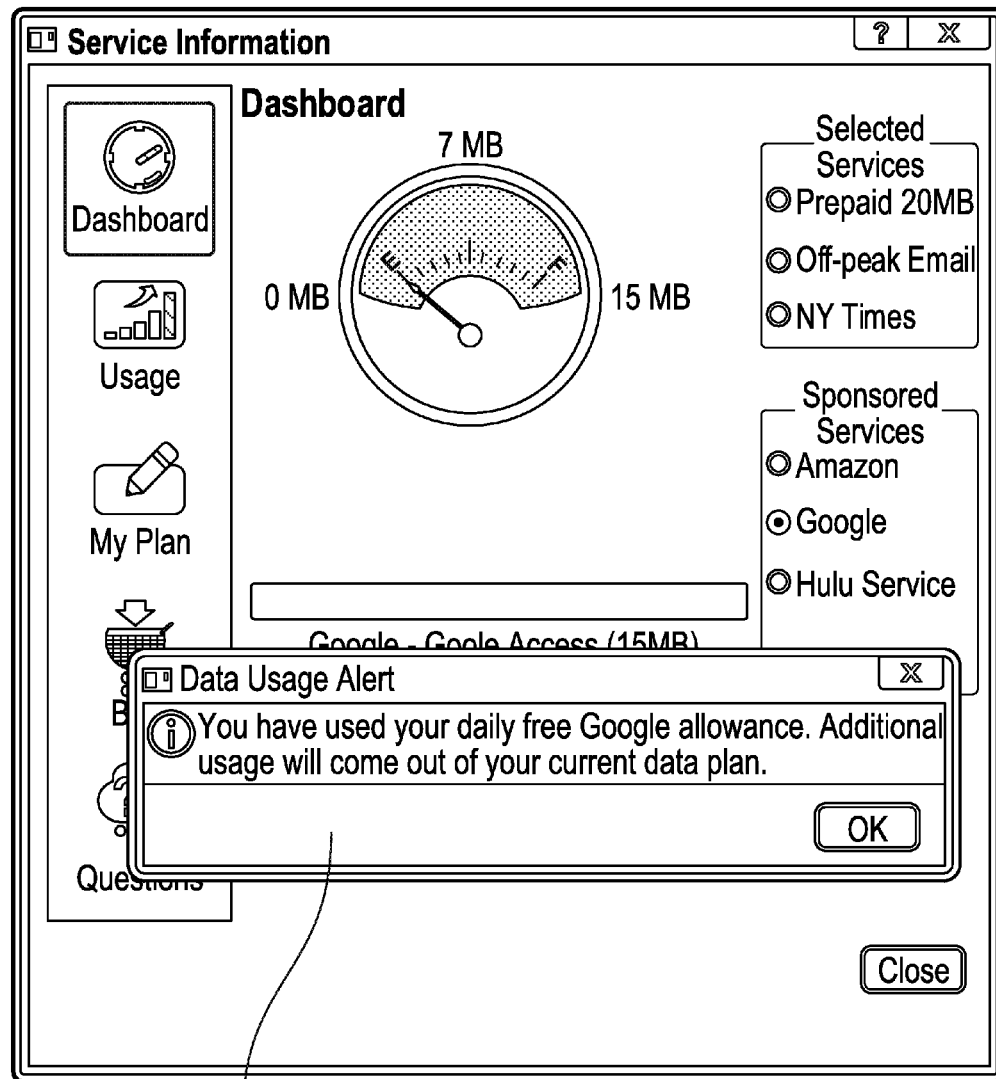 Service Information
? X
Dashboard
Dashboard
7 MB
0 MB
15 MB
E
F
Usage
My Plan
Questions
Selected
Services
Prepaid 20MB
Off-peak Email
NY Times
Sponsored
Services
Amazon
Google
Hulu Service
Google - Goole Access (15MB)
Data Usage Alert
X
You have used your daily free Google allowance. Additional
usage will come out of your current data plan.
OK
Close